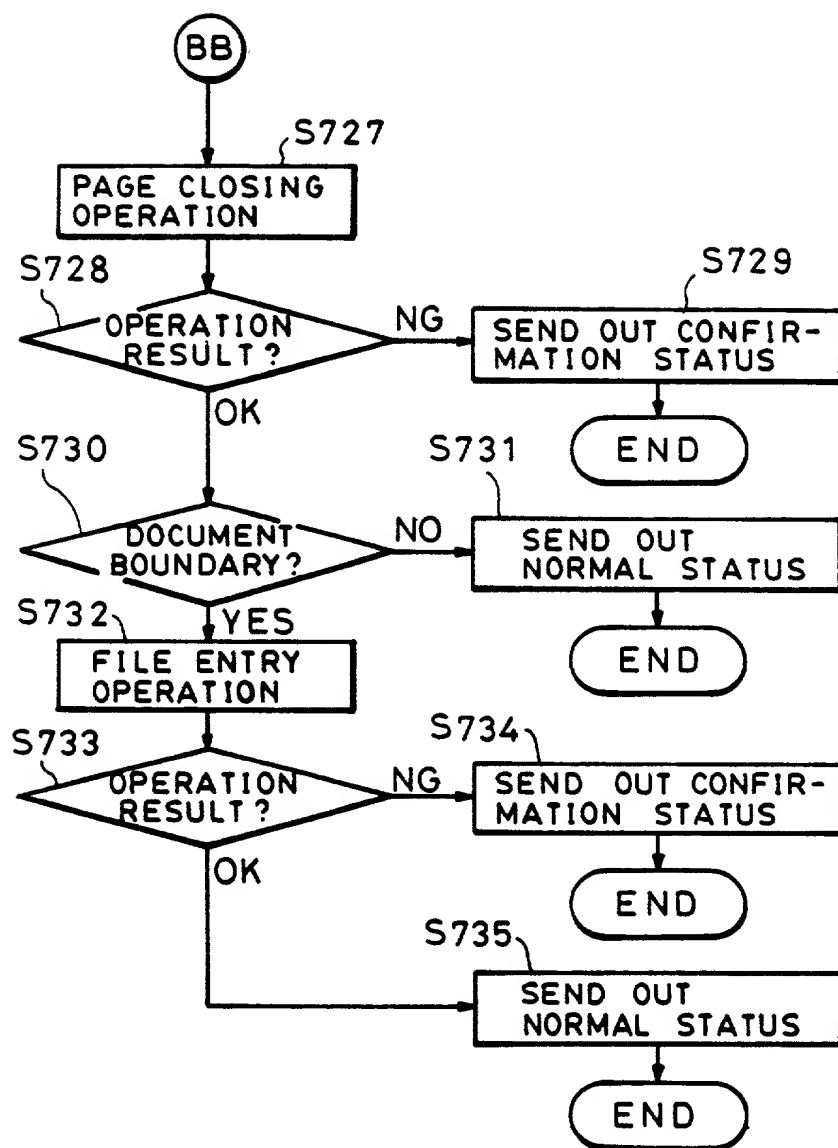 BB
S727
PAGE CLOSING
OPERATION
S728
OPERATION
RESULT?
NG
S729
SEND OUT CONFIR-
MATION STATUS
END
OK
S730
DOCUMENT
BOUNDARY?
NO
S731
SEND OUT
NORMAL STATUS
END
YES
S732
FILE ENTRY
OPERATION
S733
OPERATION
RESULT?
NG
S734
SEND OUT CONFIR-
MATION STATUS
END
OK
S735
SEND OUT
NORMAL STATUS
END